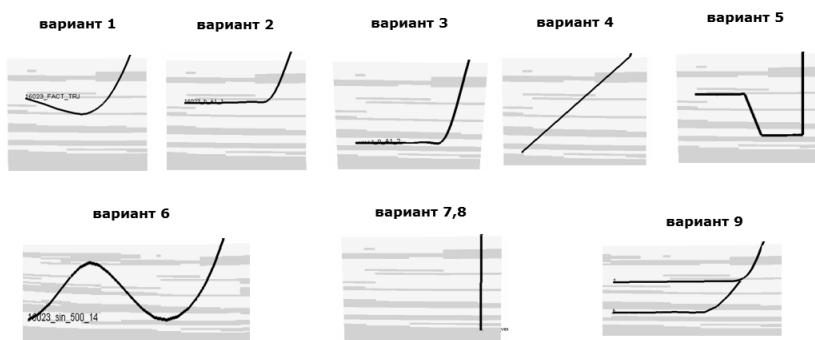 вариант 1
вариант 2
вариант 3
вариант 4
вариант 5
16023_FACT_TRJ
вариант 6
вариант 7,8
вариант 9
16023_sin_500_14